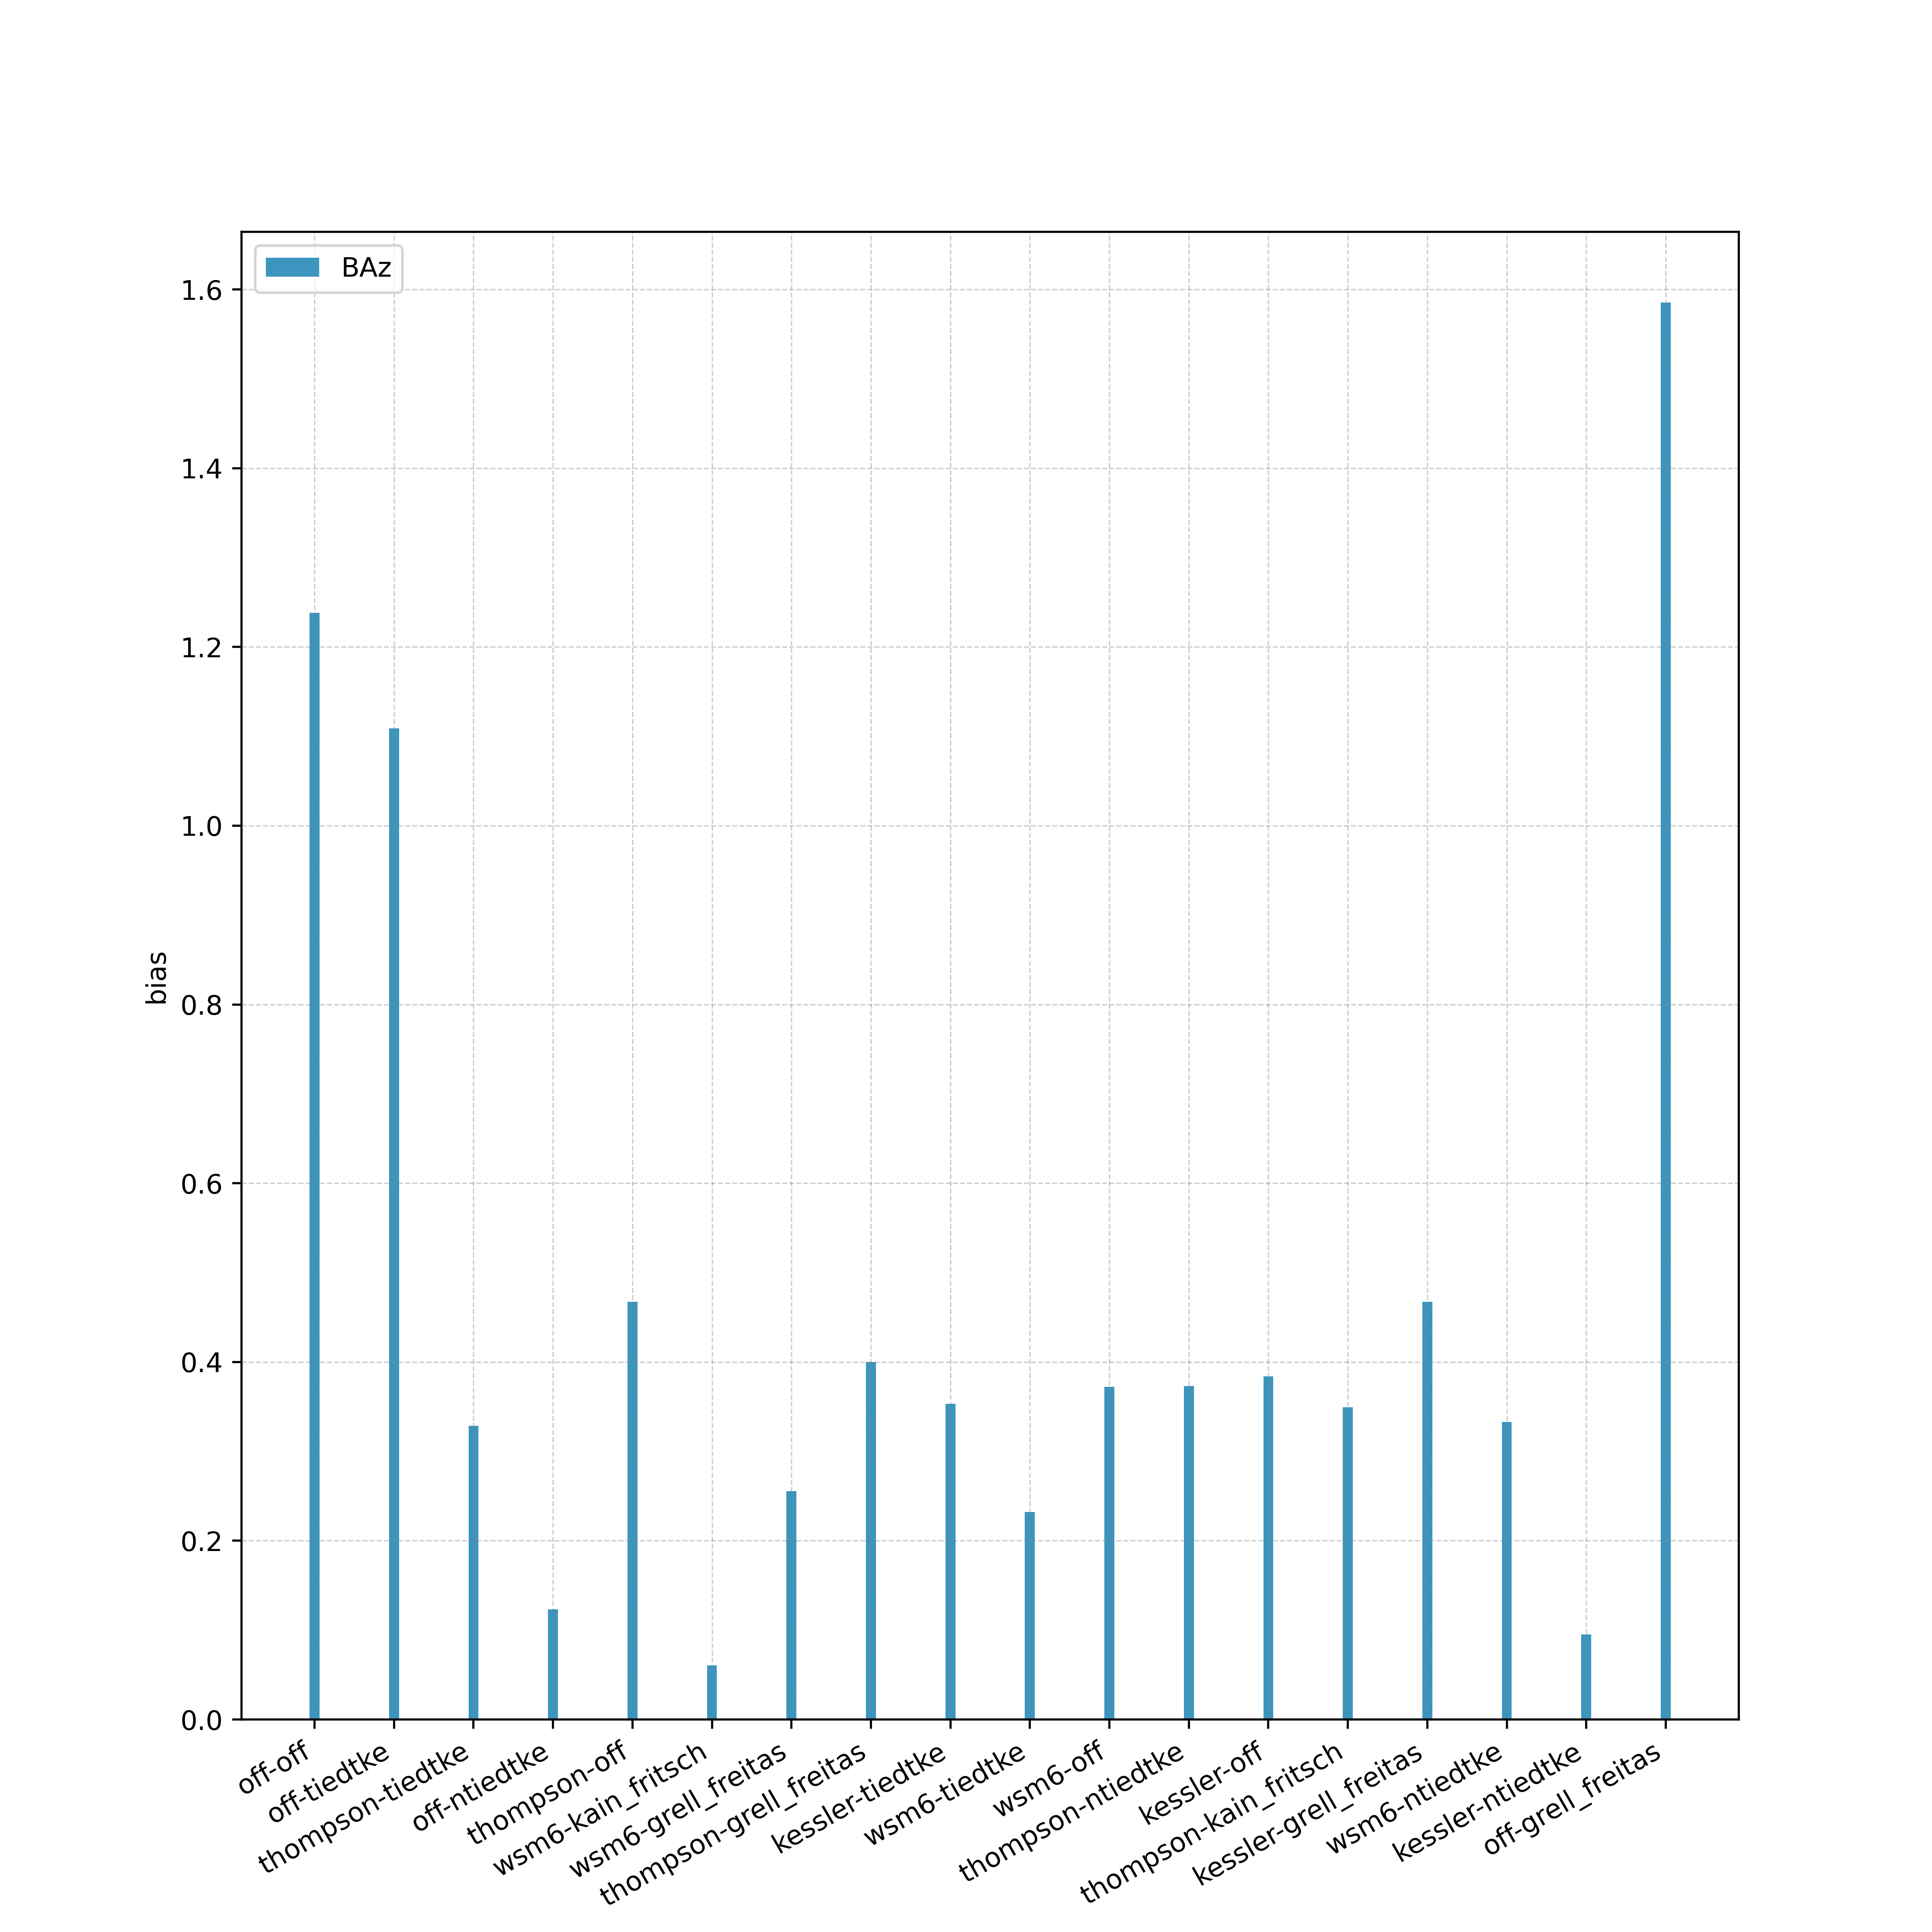 BAz
1.6
1.4
1.2
1.0
0.8
0.6
0.4
0.2
0.0
bias
off-off
off-tiedtke
thompson-tiedtke
off-ntiedtke
thompson-off
wsm6-kain_fritsch
wsm6-grell_freitas
thompson-grell_freitas
kessler-tiedtke
wsm6-tiedtke
wsm6-off
thompson-ntiedtke
kessler-off
thompson-kain_fritsch
kessler-grell_freitas
wsm6-ntiedtke
kessler-ntiedtke
off-grell_freitas